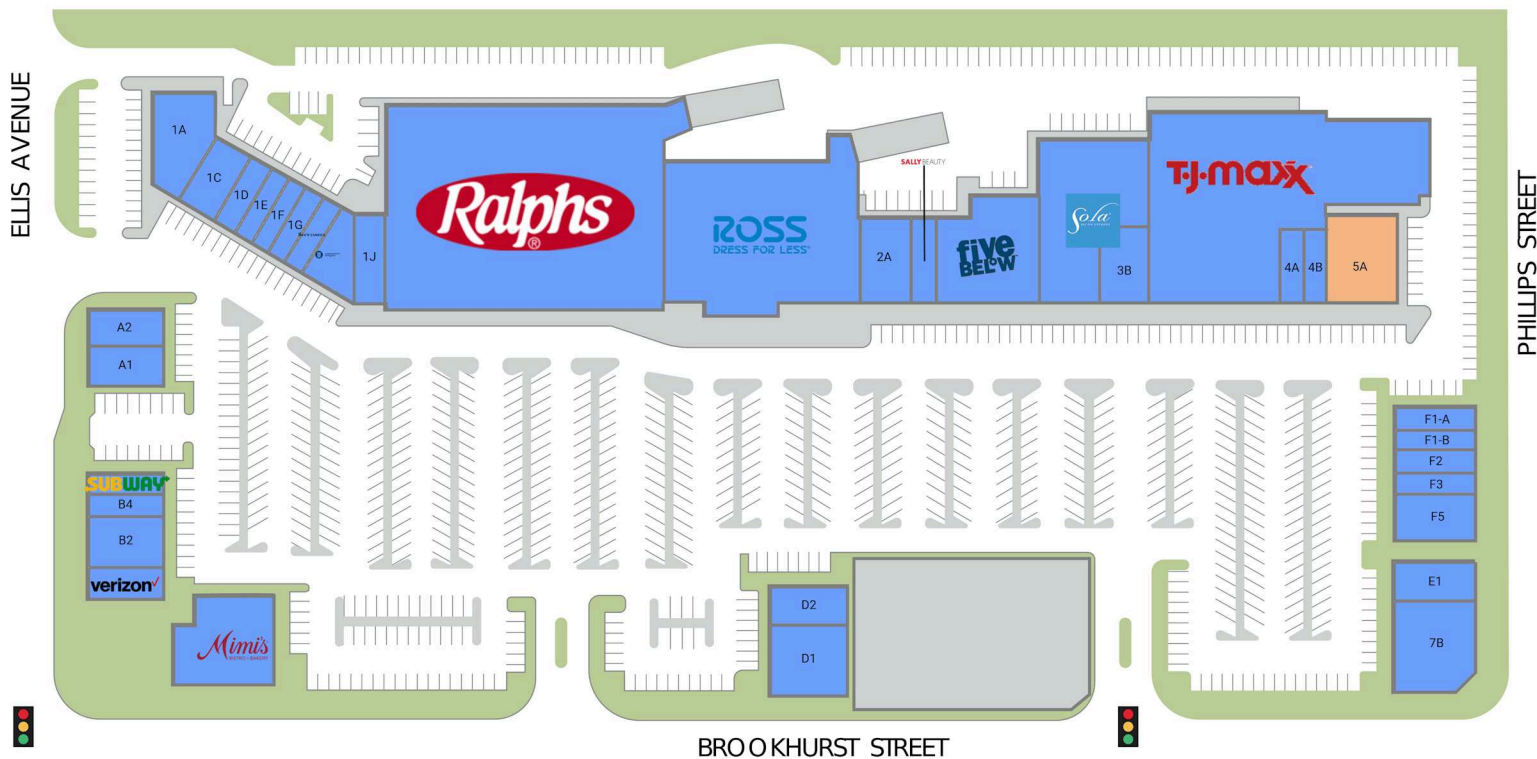 ELLIS AVENUE
1A
1C
1D
1E
1F
1G
1J
Ralphs
®
ROSS
DRESS FOR LESS
2A
SALLY BEAUTY
five
BELOW
Sola
3B
T.J.maxx
4A
4B
5A
PHILLIPS STREET
A2
A1
SUBWAY
B4
B2
verizon
Mimi's
BISTRO + BAKERY
D2
D1
F1-A
F1-B
F2
F3
F5
E1
7B
BROOKHURST STREET